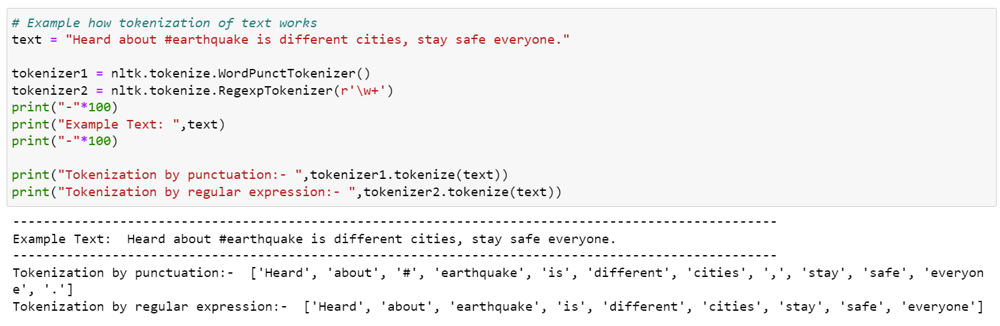 # Example how tokenization of text works
text = "Heard about #earthquake is different cities, stay safe everyone."
tokenizer1 = nltk.tokenize.WordPunctTokenizer()
tokenizer2 = nltk.tokenize.RegexpTokenizer(r'\w+')
print("-"*100)
print("Example Text: ",text)
print("-"*100)
print("Tokenization by punctuation:- ",tokenizer1.tokenize(text))
print("Tokenization by regular expression:- ",tokenizer2.tokenize(text))
----------------------------------------------------------------------------------------------------
Example Text:  Heard about #earthquake is different cities, stay safe everyone.
----------------------------------------------------------------------------------------------------
Tokenization by punctuation:-  ['Heard', 'about', '#', 'earthquake', 'is', 'different', 'cities', ',', 'stay', 'safe', 'everyon
e', '.']
Tokenization by regular expression:-  ['Heard', 'about', 'earthquake', 'is', 'different', 'cities', 'stay', 'safe', 'everyone']